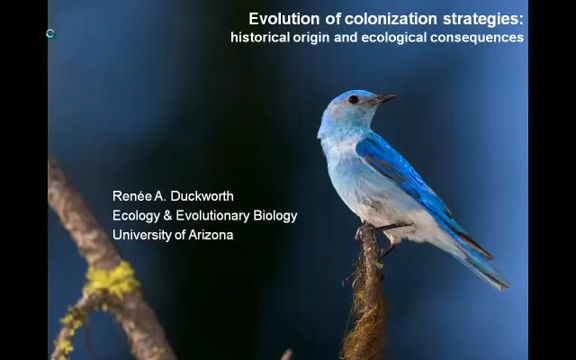 Evolution of colonization strategies:
historical origin and ecological consequences
Renée A. Duckworth
Ecology & Evolutionary Biology
University of Arizona